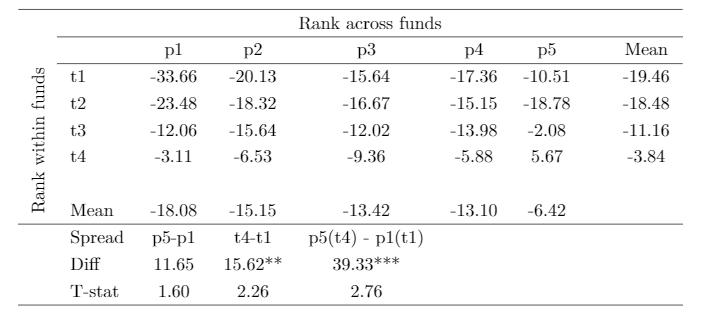 Rank across funds
p1 p2 p3 p4 p5 Mean
Rank within funds
t1 -33.66 -20.13 -15.64 -17.36 -10.51 -19.46
t2 -23.48 -18.32 -16.67 -15.15 -18.78 -18.48
t3 -12.06 -15.64 -12.02 -13.98 -2.08 -11.16
t4 -3.11 -6.53 -9.36 -5.88 5.67 -3.84
Mean -18.08 -15.15 -13.42 -13.10 -6.42
Spread p5-p1 t4-t1 p5(t4) - p1(t1)
Diff 11.65 15.62** 39.33***
T-stat 1.60 2.26 2.76